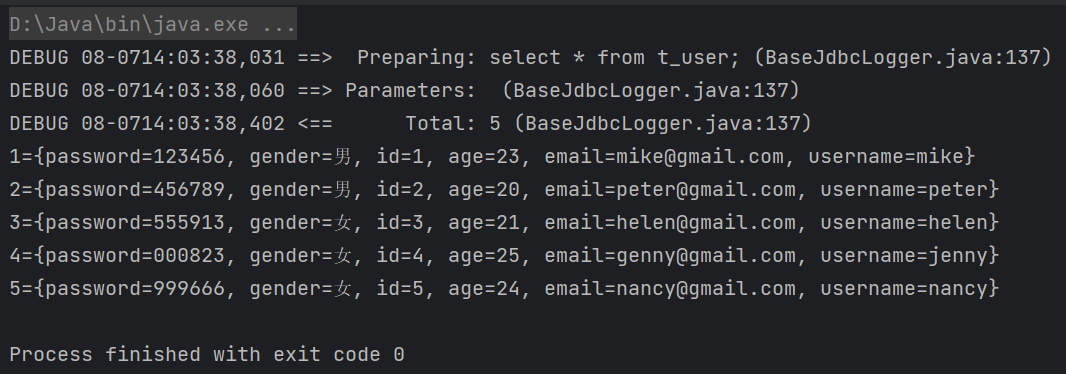 D:\Java\bin\java.exe ...
DEBUG 08-0714:03:38,031 ==>  Preparing: select * from t_user; (BaseJdbcLogger.java:137)
DEBUG 08-0714:03:38,060 ==> Parameters:  (BaseJdbcLogger.java:137)
DEBUG 08-0714:03:38,402 <==      Total: 5 (BaseJdbcLogger.java:137)
1={password=123456, gender=男, id=1, age=23, email=mike@gmail.com, username=mike}
2={password=456789, gender=男, id=2, age=20, email=peter@gmail.com, username=peter}
3={password=555913, gender=女, id=3, age=21, email=helen@gmail.com, username=helen}
4={password=000823, gender=女, id=4, age=25, email=genny@gmail.com, username=jenny}
5={password=999666, gender=女, id=5, age=24, email=nancy@gmail.com, username=nancy}
Process finished with exit code 0